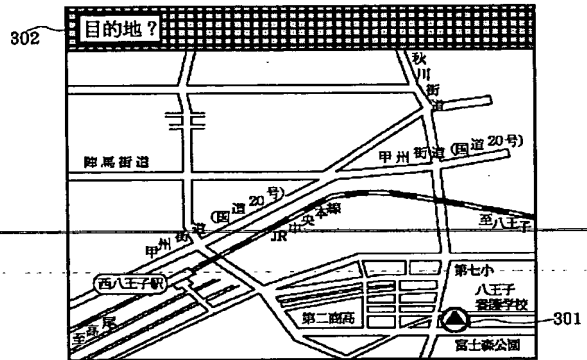 302
目的地?
秋川街道
甲州街道(国道20号)
陣馬街道
甲州街道(国道20号)
JR中央本線
至八王子
西八王子駅
至高尾
第七小
八王子
養護学校
第二商高
301
富士森公園